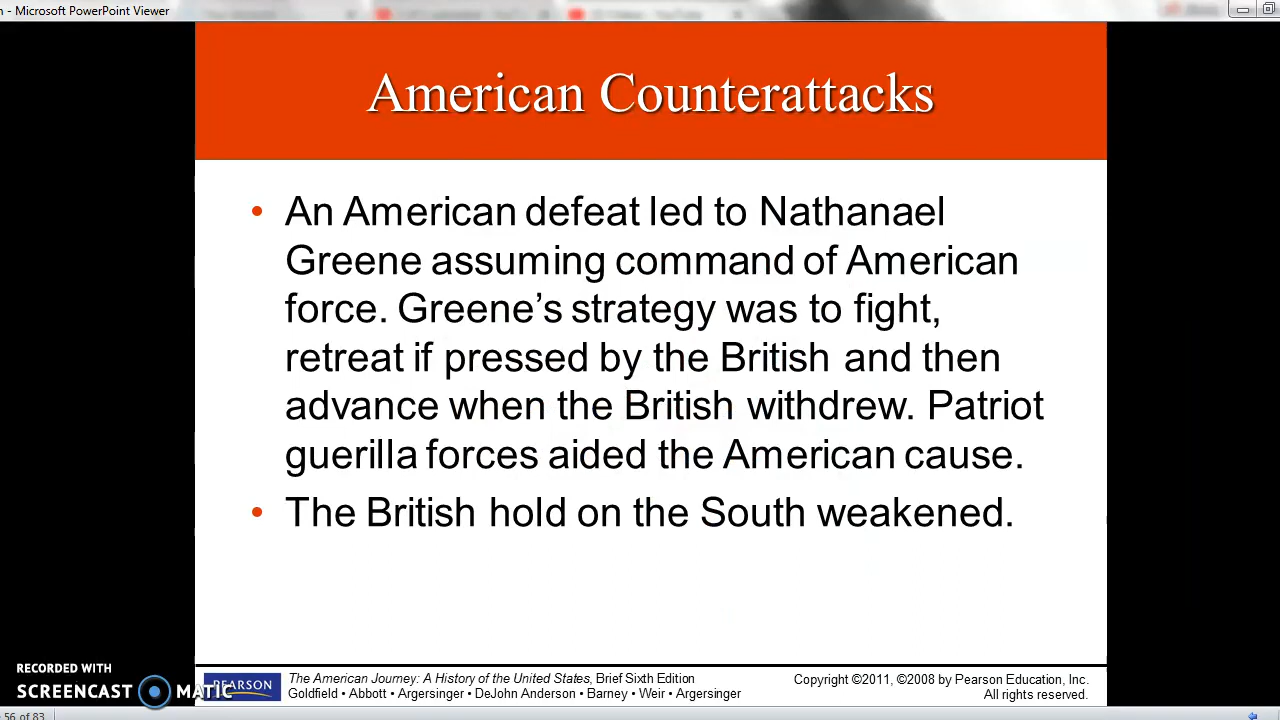 - Microsoft PowerPoint Viewer
American Counterattacks
• An American defeat led to Nathanael
Greene assuming command of American
force. Greene’s strategy was to fight,
retreat if pressed by the British and then
advance when the British withdrew. Patriot
guerilla forces aided the American cause.
• The British hold on the South weakened.
RECORDED WITH
SCREENCAST MATIC
PEARSON
The American Journey: A History of the United States, Brief Sixth Edition
Goldfield • Abbott • Argersinger • DeJohn Anderson • Barney • Weir • Argersinger
Copyright ©2011, ©2008 by Pearson Education, Inc.
All rights reserved.
56 of 83